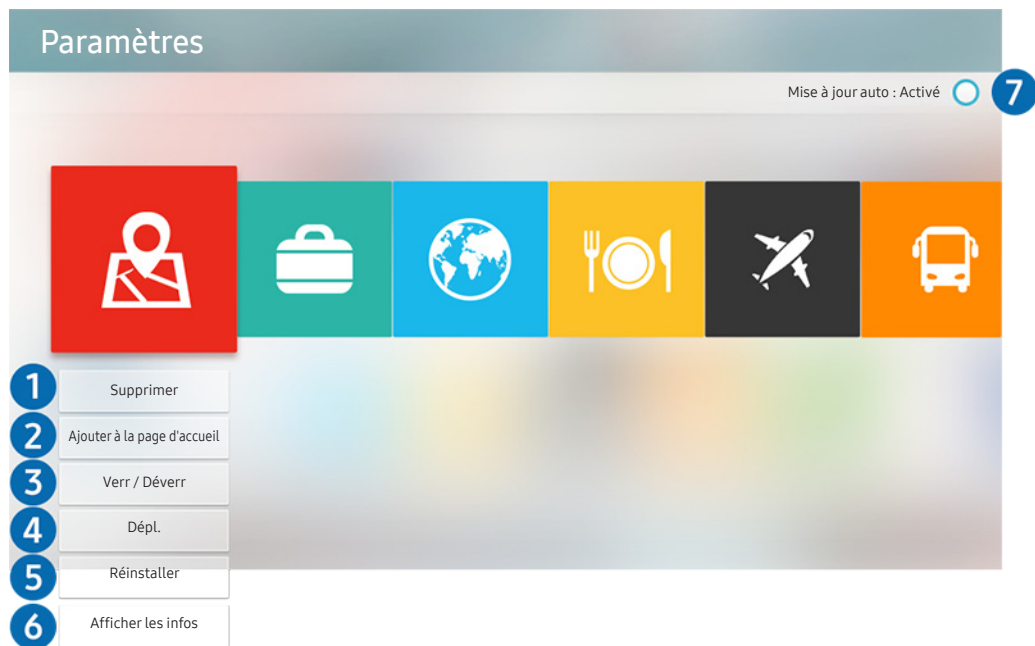 Paramètres
Mise à jour auto : Activé 7
1 Supprimer
2 Ajouter à la page d'accueil
3 Verr / Déverr
4 Dépl.
5 Réinstaller
6 Afficher les infos